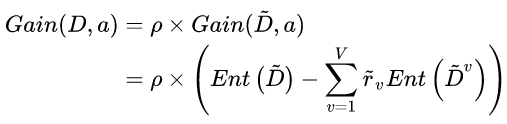 Gain(D, a) = ρ × Gain(D̃, a)
= ρ × ( Ent (D̃) − ∑_{v=1}^{V} r̃_v Ent (D̃^v) )